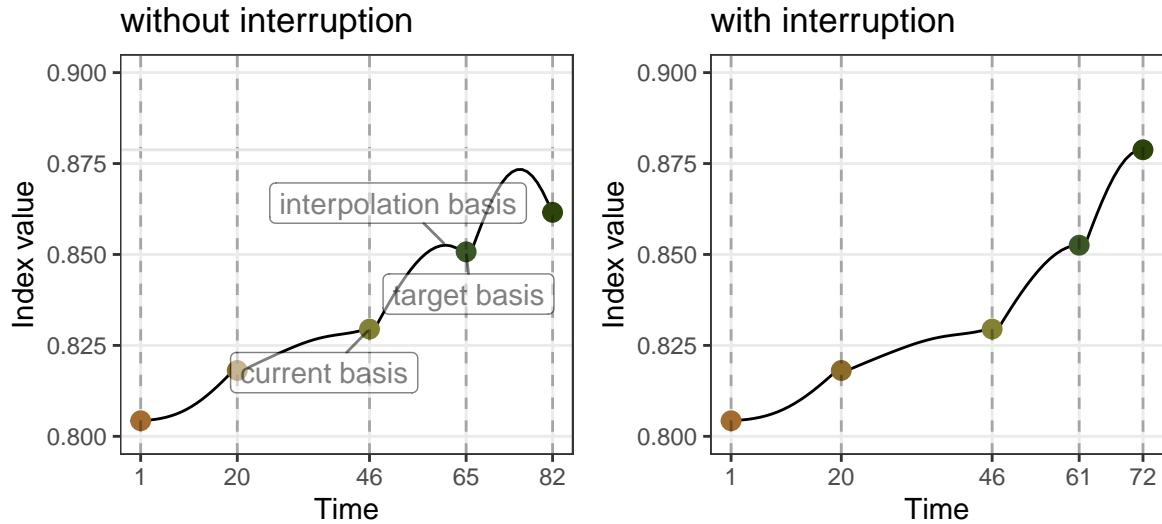 without interruption
with interruption
Index value
0.900
0.875
0.850
0.825
0.800
interpolation basis
target basis
current basis
1
20
46
65
82
Time
Index value
0.900
0.875
0.850
0.825
0.800
1
20
46
61
72
Time